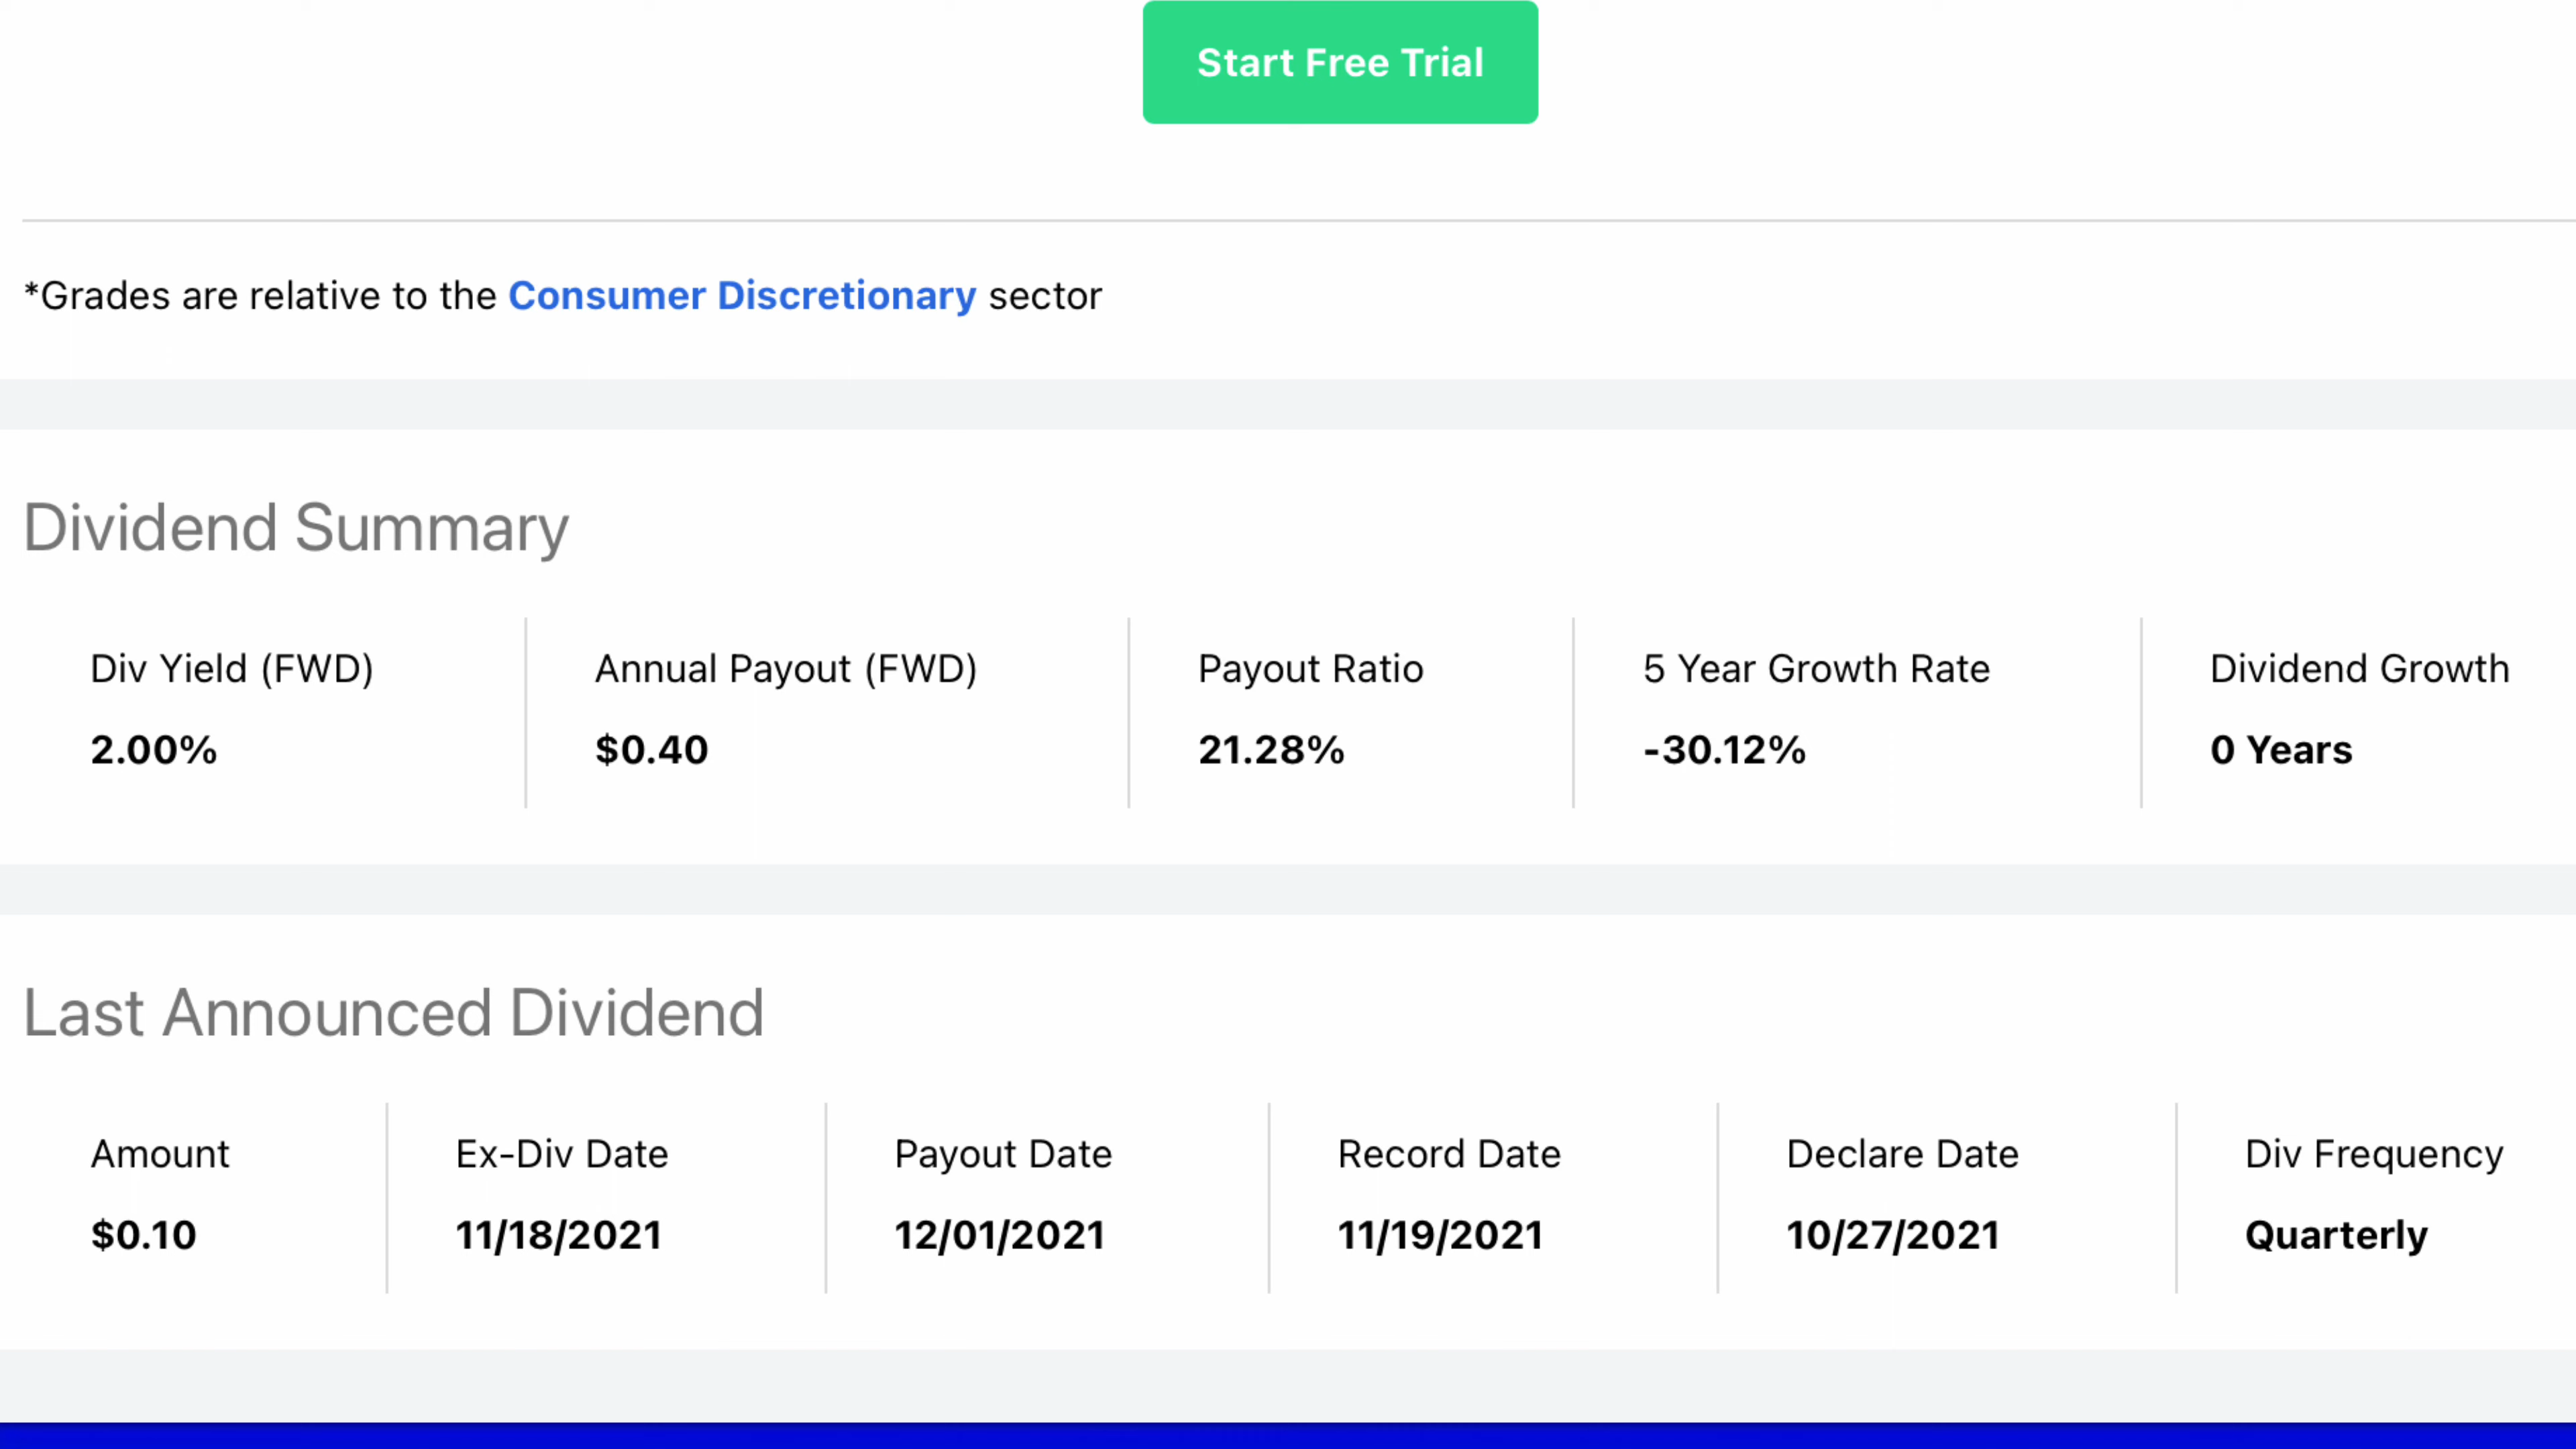 Start Free Trial
*Grades are relative to the Consumer Discretionary sector
Dividend Summary
Div Yield (FWD) Annual Payout (FWD) Payout Ratio 5 Year Growth Rate Dividend Growth
2.00% $0.40 21.28% -30.12% 0 Years
Last Announced Dividend
Amount Ex-Div Date Payout Date Record Date Declare Date Div Frequency
$0.10 11/18/2021 12/01/2021 11/19/2021 10/27/2021 Quarterly